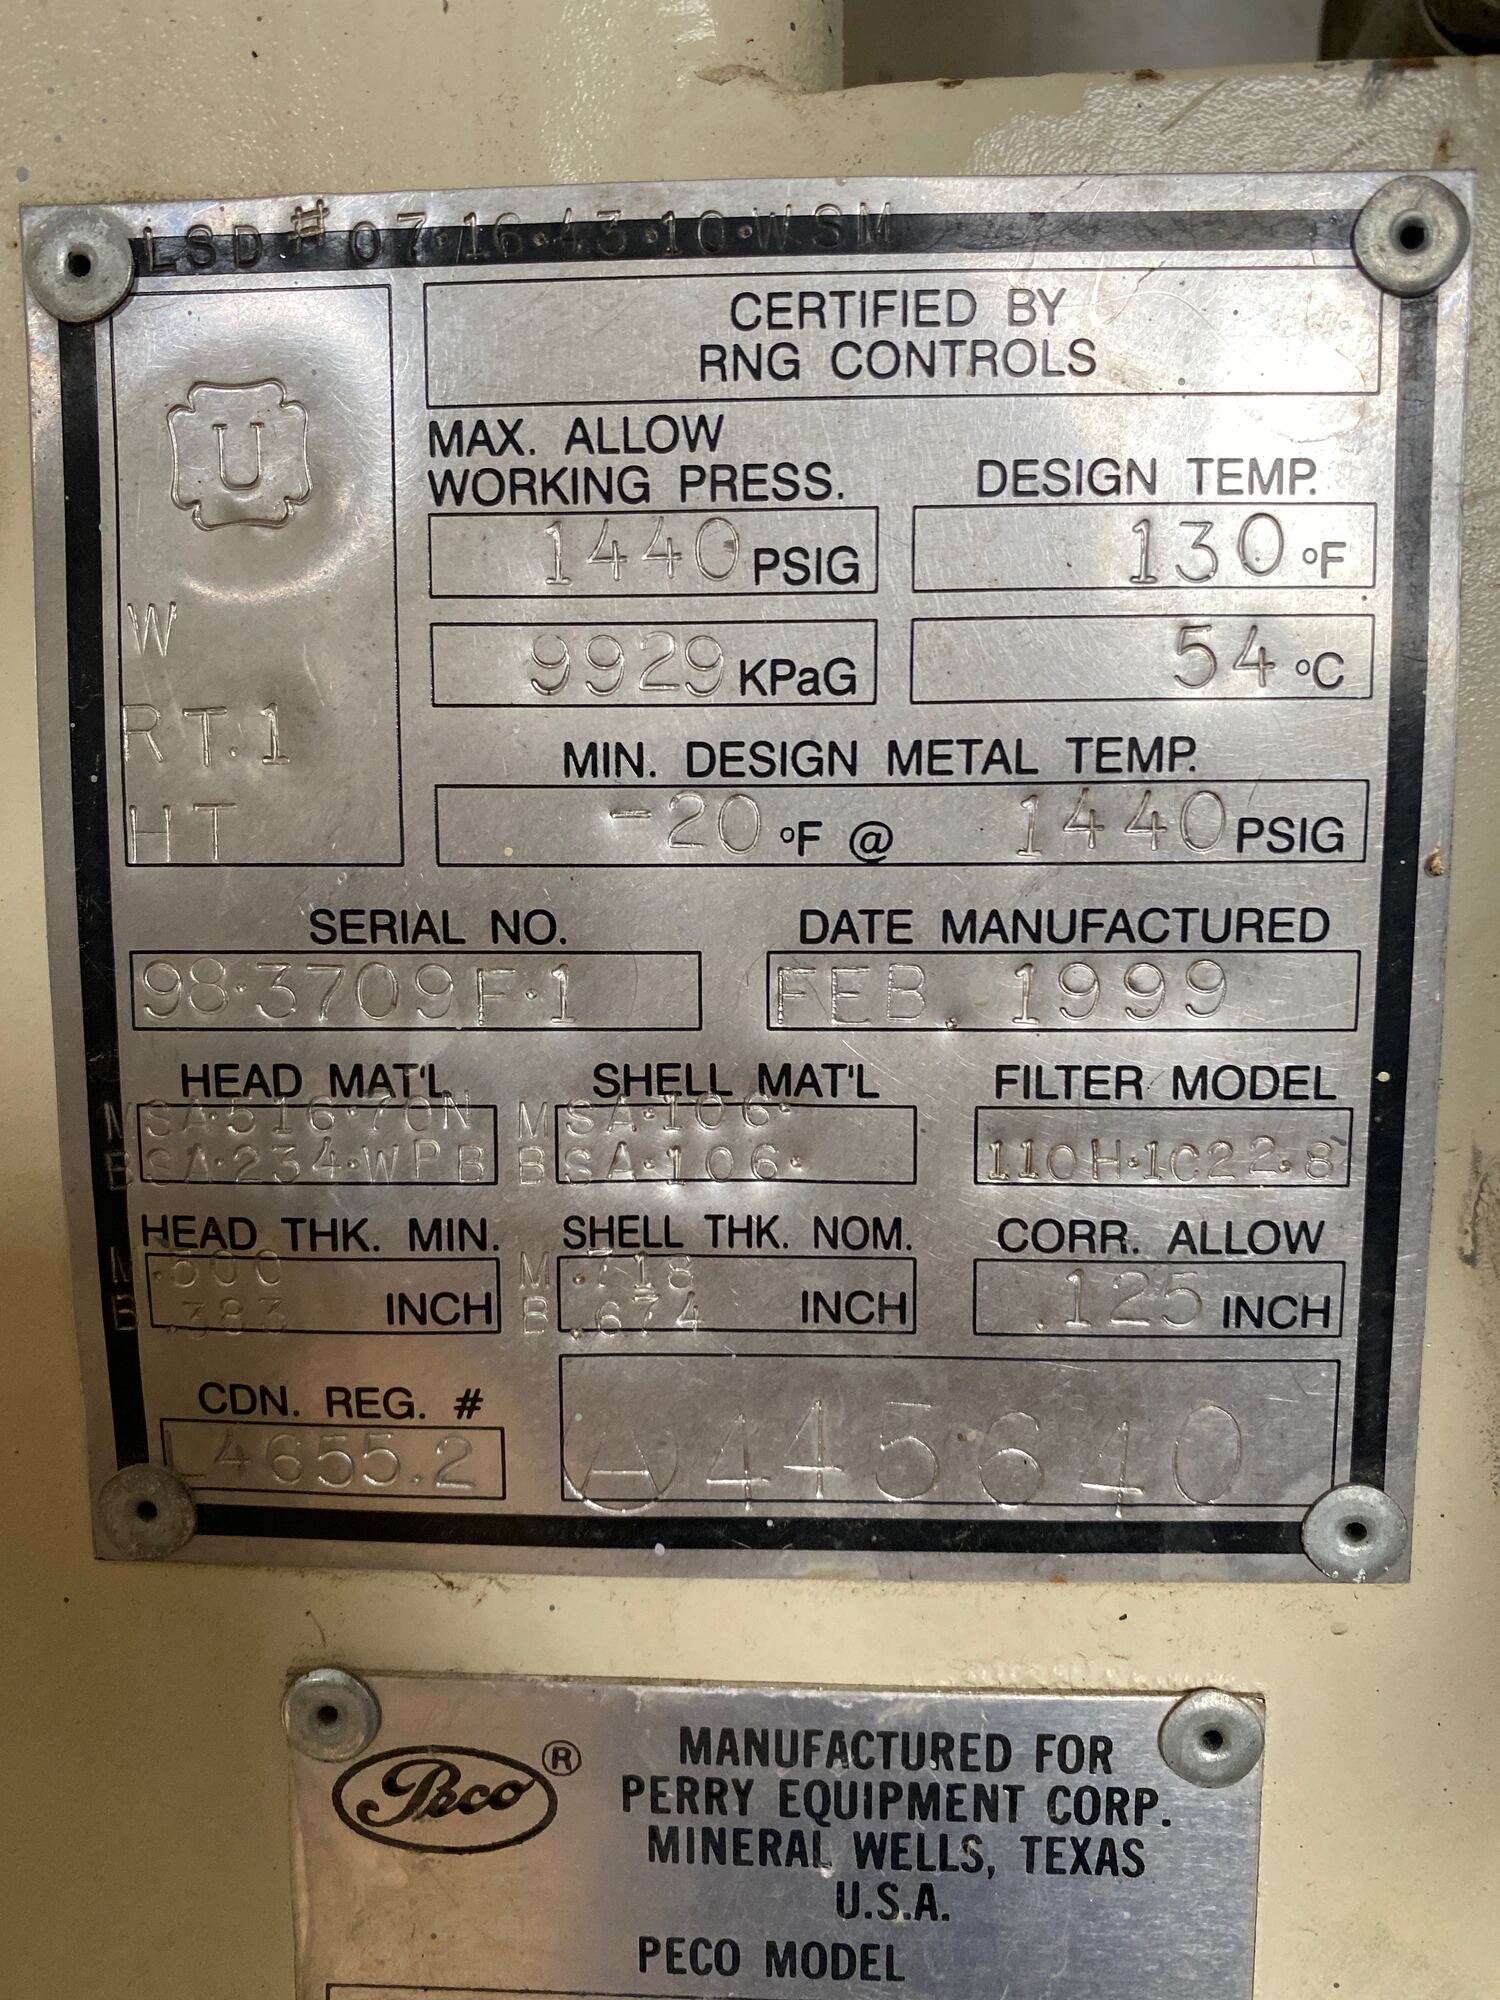 LSD # 07·16·43·10·WSM
CERTIFIED BY
RNG CONTROLS
U
W
RT.1
HT
MAX. ALLOW
WORKING PRESS.
1440 PSIG
9929 KPaG
DESIGN TEMP.
130 °F
54 °C
MIN. DESIGN METAL TEMP.
-20 °F @ 1440 PSIG
SERIAL NO.
98·3709F·1
DATE MANUFACTURED
FEB. 1999
HEAD MAT'L
M SA·516·70N
B SA·234·WPB
SHELL MAT'L
M SA·106·
B SA·106·
FILTER MODEL
110H·1C22·8
HEAD THK. MIN.
M .500
B .383 INCH
SHELL THK. NOM.
M .718
B .674 INCH
CORR. ALLOW
.125 INCH
CDN. REG. #
L4655.2
A445640
Peco ®
MANUFACTURED FOR
PERRY EQUIPMENT CORP.
MINERAL WELLS, TEXAS
U.S.A.
PECO MODEL